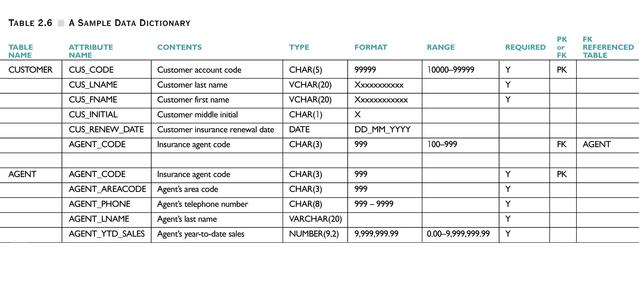 TABLE 2.6 A SAMPLE DATA DICTIONARY
TABLE NAME ATTRIBUTE NAME CONTENTS TYPE FORMAT RANGE REQUIRED PK or FK FK REFERENCED TABLE
CUSTOMER CUS_CODE Customer account code CHAR(5) 99999 10000–99999 Y PK
CUS_LNAME Customer last name VCHAR(20) Xxxxxxxxxxx Y
CUS_FNAME Customer first name VCHAR(20) Xxxxxxxxxxxx Y
CUS_INITIAL Customer middle initial CHAR(1) X
CUS_RENEW_DATE Customer insurance renewal date DATE DD_MM_YYYY
AGENT_CODE Insurance agent code CHAR(3) 999 100–999 FK AGENT
AGENT AGENT_CODE Insurance agent code CHAR(3) 999 Y PK
AGENT_AREACODE Agent's area code CHAR(3) 999 Y
AGENT_PHONE Agent's telephone number CHAR(8) 999 – 9999 Y
AGENT_LNAME Agent's last name VARCHAR(20) Y
AGENT_YTD_SALES Agent's year-to-date sales NUMBER(9,2) 9,999,999.99 0.00–9,999,999.99 Y